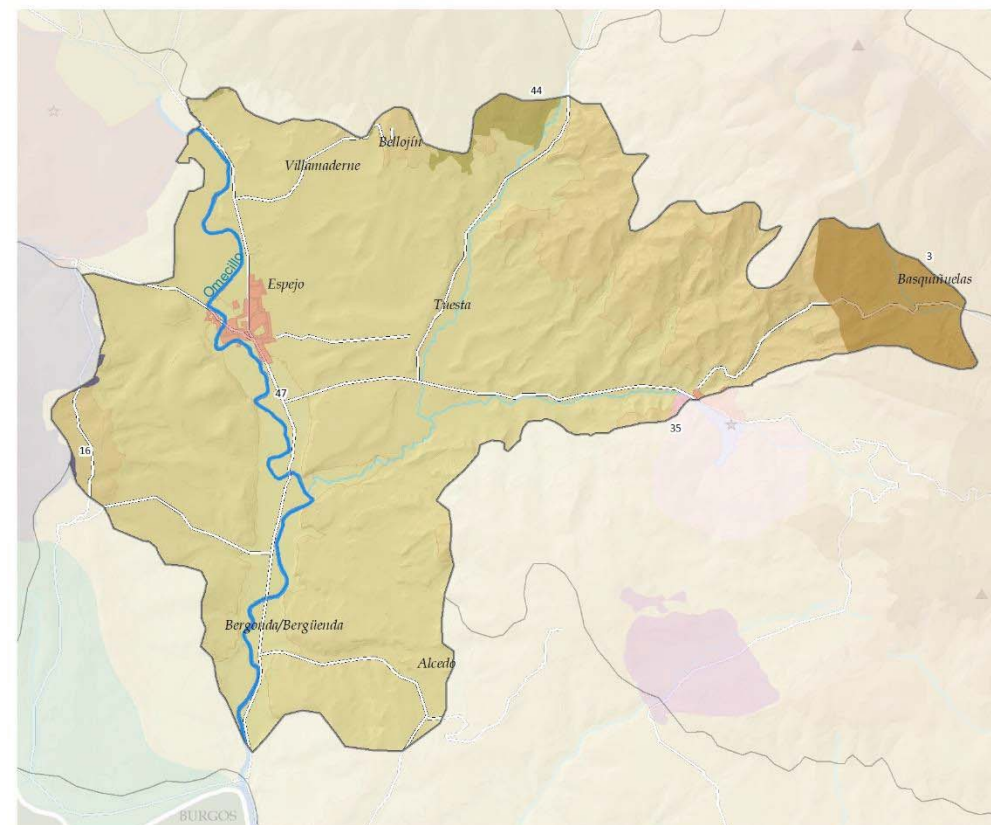 44
Bellojín
Villamaderne
3
Basquiñuelas
Omecillo
Espejo
Tuesta
47
35
16
Bergonda/Bergüenda
Alcedo
BURGOS